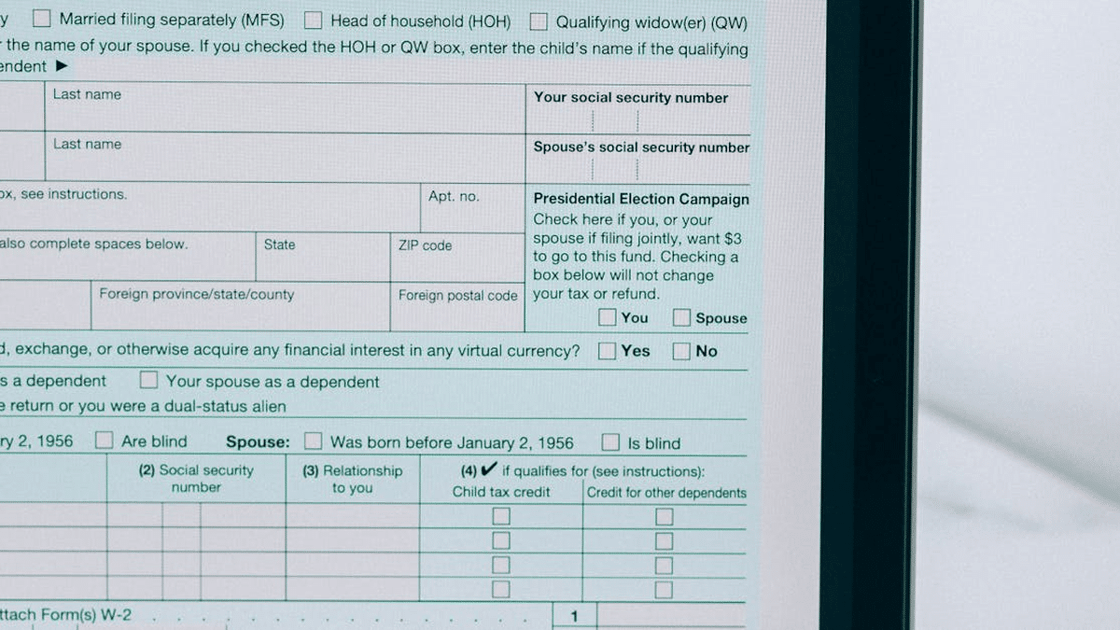 y Married filing separately (MFS) Head of household (HOH) Qualifying widow(er) (QW)
the name of your spouse. If you checked the HOH or QW box, enter the child's name if the qualifying
endent ►
Last name
Your social security number
Last name
Spouse's social security number
ox, see instructions.
Apt. no.
also complete spaces below.
State
ZIP code
Foreign province/state/county
Foreign postal code
Presidential Election Campaign
Check here if you, or your
spouse if filing jointly, want $3
to go to this fund. Checking a
box below will not change
your tax or refund.
You Spouse
d, exchange, or otherwise acquire any financial interest in any virtual currency? Yes No
s a dependent Your spouse as a dependent
e return or you were a dual-status alien
ry 2, 1956 Are blind Spouse: Was born before January 2, 1956 Is blind
(2) Social security
number
(3) Relationship
to you
(4) ✔ if qualifies for (see instructions):
Child tax credit
Credit for other dependents
ttach Form(s) W-2 . . . . . . . . . . . . . . 1